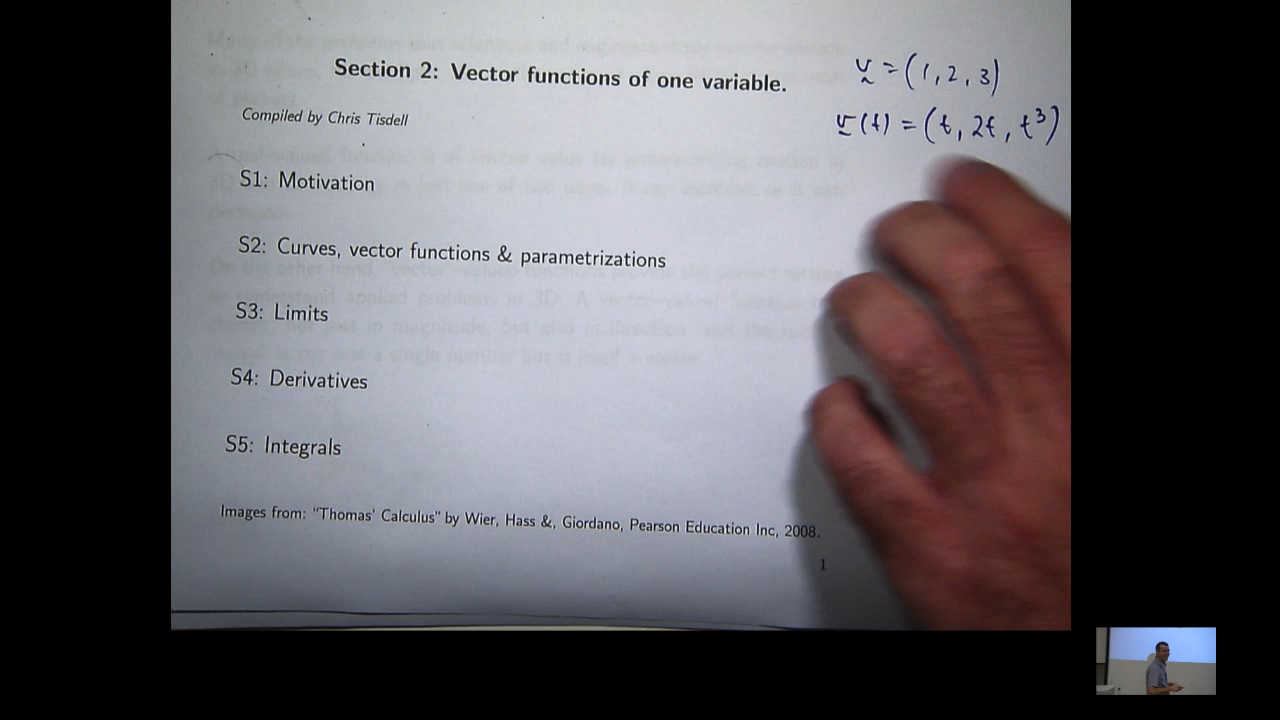 Section 2: Vector functions of one variable.
v = (1, 2, 3)
v(t) = (t, 2t, t³)
Compiled by Chris Tisdell
S1: Motivation
S2: Curves, vector functions & parametrizations
S3: Limits
S4: Derivatives
S5: Integrals
Images from: “Thomas’ Calculus” by Wier, Hass &, Giordano, Pearson Education Inc, 2008.
1